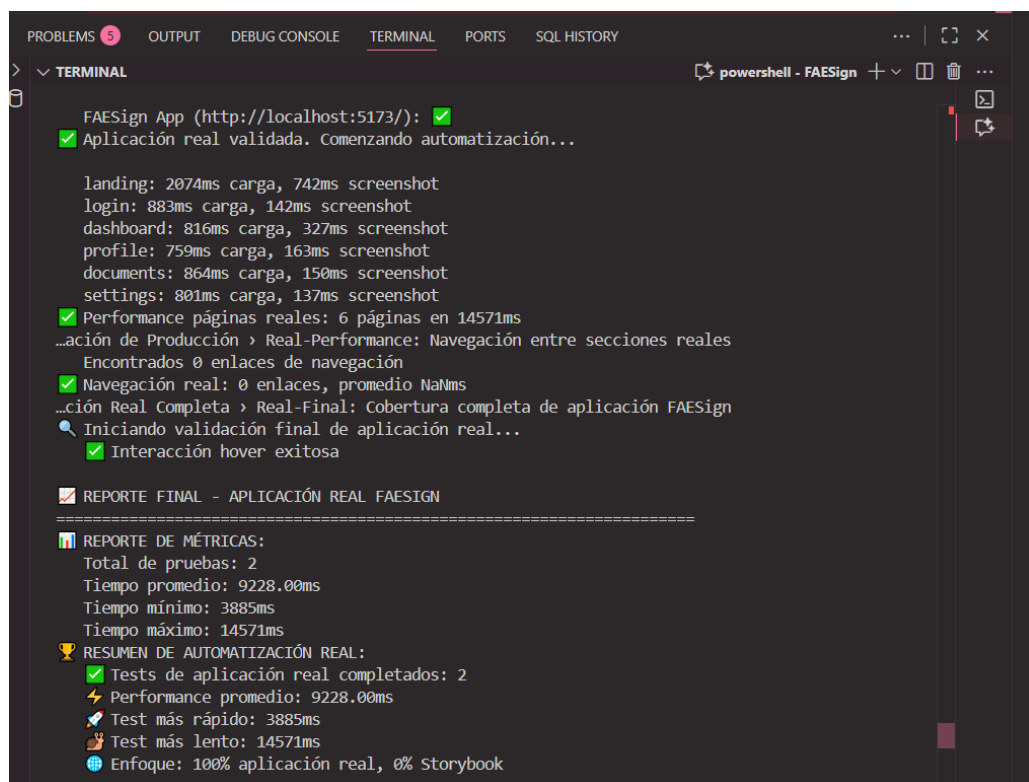 PROBLEMS 5 OUTPUT DEBUG CONSOLE TERMINAL PORTS SQL HISTORY
TERMINAL
powershell - FAESign
FAESign App (http://localhost:5173/): ✅
✅ Aplicación real validada. Comenzando automatización...
landing: 2074ms carga, 742ms screenshot
login: 883ms carga, 142ms screenshot
dashboard: 816ms carga, 327ms screenshot
profile: 759ms carga, 163ms screenshot
documents: 864ms carga, 150ms screenshot
settings: 801ms carga, 137ms screenshot
✅ Performance páginas reales: 6 páginas en 14571ms
…ación de Producción › Real-Performance: Navegación entre secciones reales
Encontrados 0 enlaces de navegación
✅ Navegación real: 0 enlaces, promedio NaNms
…ción Real Completa › Real-Final: Cobertura completa de aplicación FAESign
🔍 Iniciando validación final de aplicación real...
✅ Interacción hover exitosa
📈 REPORTE FINAL - APLICACIÓN REAL FAESIGN
======================================================================
📊 REPORTE DE MÉTRICAS:
Total de pruebas: 2
Tiempo promedio: 9228.00ms
Tiempo mínimo: 3885ms
Tiempo máximo: 14571ms
🏆 RESUMEN DE AUTOMATIZACIÓN REAL:
✅ Tests de aplicación real completados: 2
⚡ Performance promedio: 9228.00ms
🚀 Test más rápido: 3885ms
🐌 Test más lento: 14571ms
🌐 Enfoque: 100% aplicación real, 0% Storybook